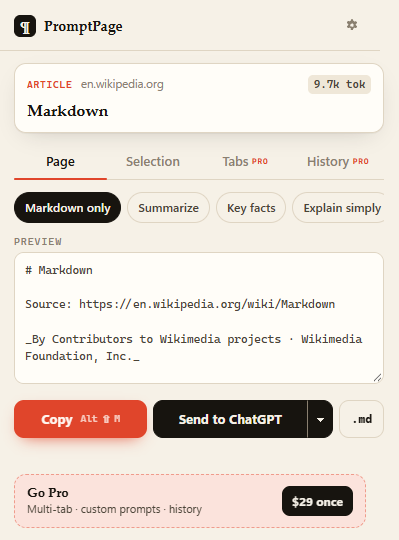 ¶ PromptPage
ARTICLE en.wikipedia.org 9.7k tok
Markdown
Page Selection Tabs PRO History PRO
Markdown only Summarize Key facts Explain simply
PREVIEW
# Markdown
Source: https://en.wikipedia.org/wiki/Markdown
_By Contributors to Wikimedia projects · Wikimedia
Foundation, Inc._
Copy Alt ⇧ M Send to ChatGPT .md
Go Pro
Multi-tab · custom prompts · history
$29 once